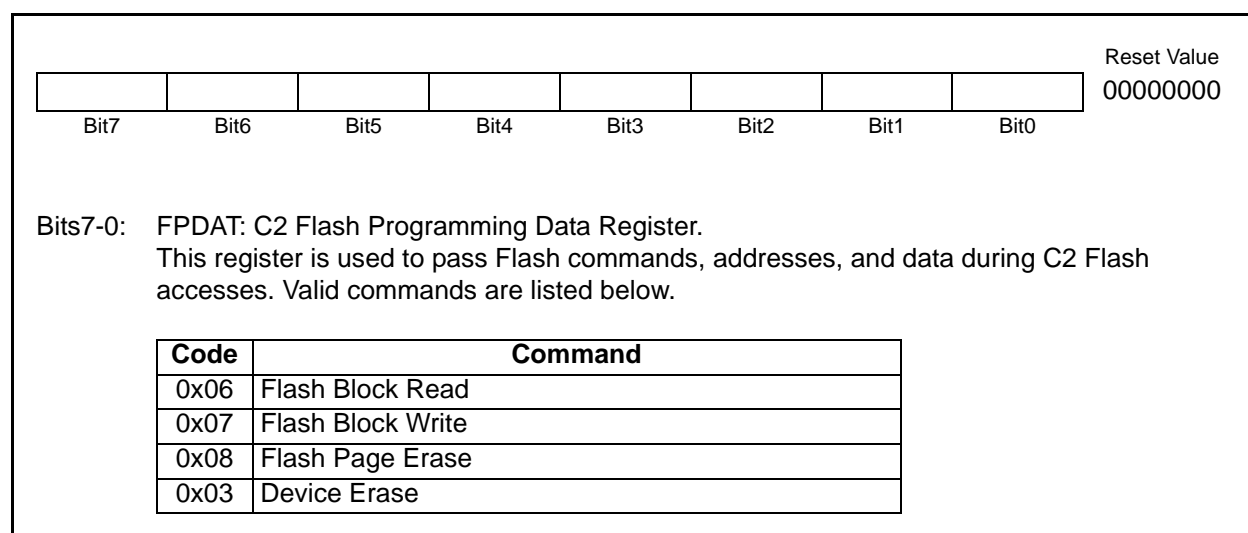 Reset Value
00000000
Bit7 Bit6 Bit5 Bit4 Bit3 Bit2 Bit1 Bit0
Bits7-0: FPDAT: C2 Flash Programming Data Register.
This register is used to pass Flash commands, addresses, and data during C2 Flash
accesses. Valid commands are listed below.
Code Command
0x06 Flash Block Read
0x07 Flash Block Write
0x08 Flash Page Erase
0x03 Device Erase